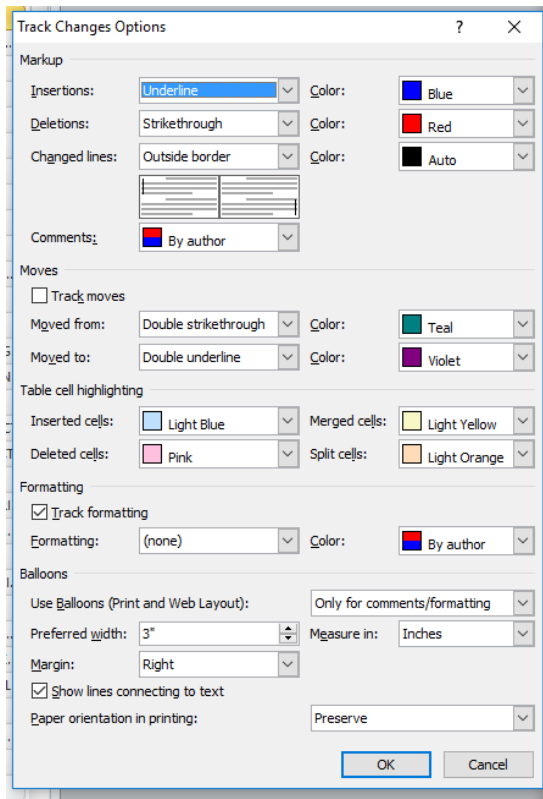 Track Changes Options ?
Markup
Insertions: Underline Color: Blue
Deletions: Strikethrough Color: Red
Changed lines: Outside border Color: Auto
Comments: By author
Moves
Track moves
Moved from: Double strikethrough Color: Teal
Moved to: Double underline Color: Violet
Table cell highlighting
Inserted cells: Light Blue Merged cells: Light Yellow
Deleted cells: Pink Split cells: Light Orange
Formatting
Track formatting
Formatting: (none) Color: By author
Balloons
Use Balloons (Print and Web Layout): Only for comments/formatting
Preferred width: 3" Measure in: Inches
Margin: Right
Show lines connecting to text
Paper orientation in printing: Preserve
OK Cancel